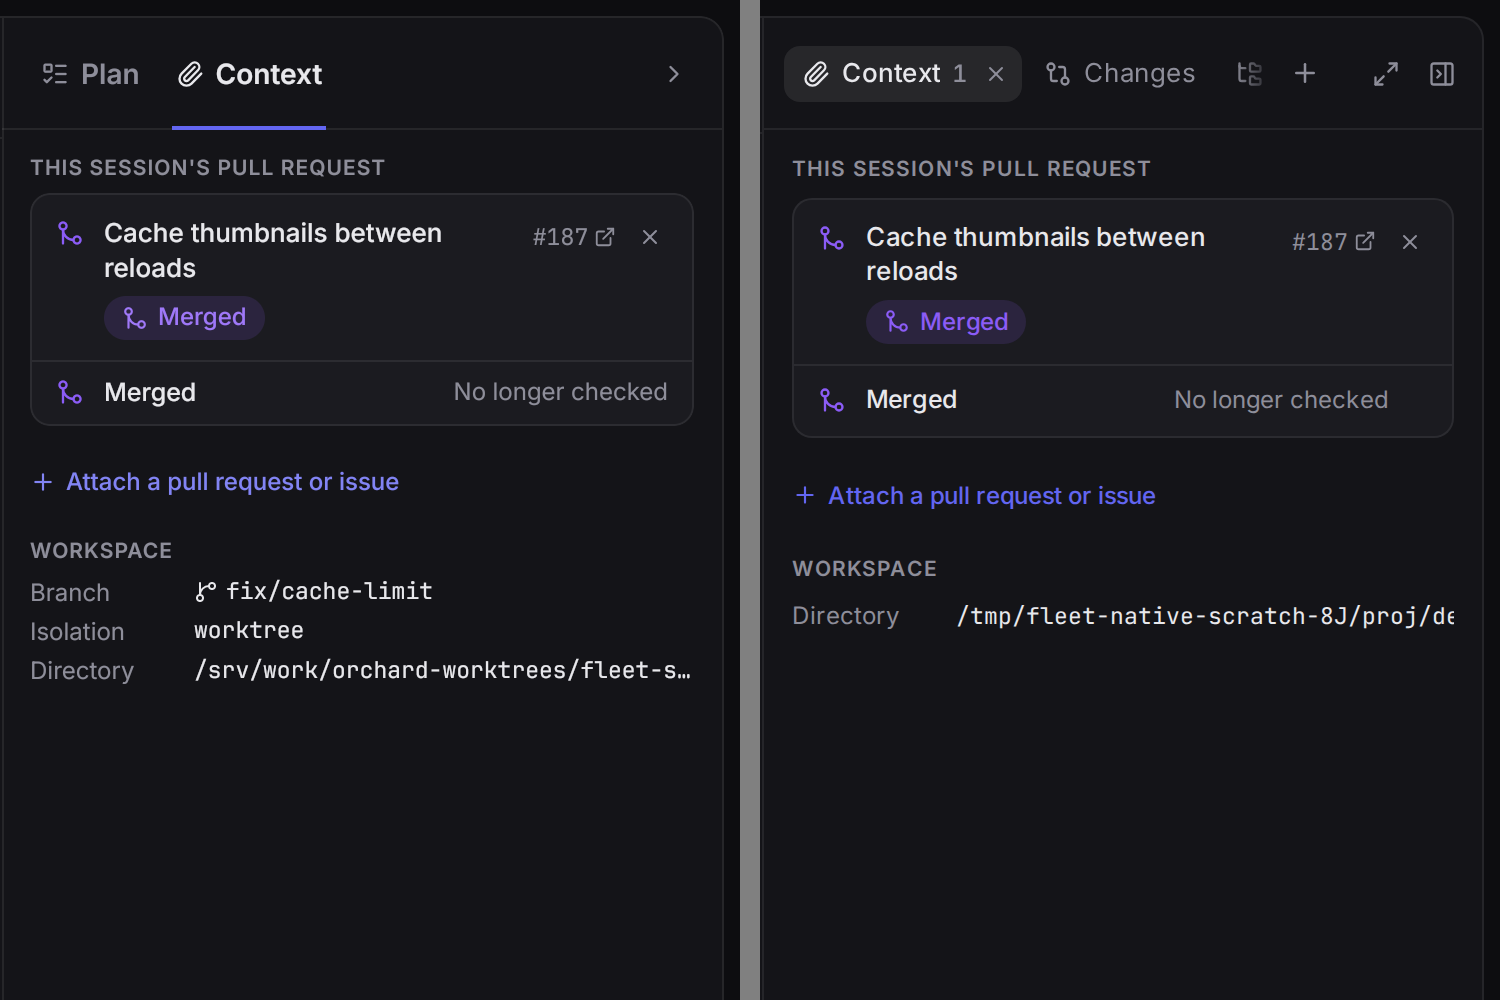 Plan Context
THIS SESSION'S PULL REQUEST
Cache thumbnails between
reloads
#187
Merged
Merged No longer checked
Attach a pull request or issue
WORKSPACE
Branch fix/cache-limit
Isolation worktree
Directory /srv/work/orchard-worktrees/fleet-s…
Context 1 Changes
THIS SESSION'S PULL REQUEST
Cache thumbnails between
reloads
#187
Merged
Merged No longer checked
Attach a pull request or issue
WORKSPACE
Directory /tmp/fleet-native-scratch-8J/proj/de